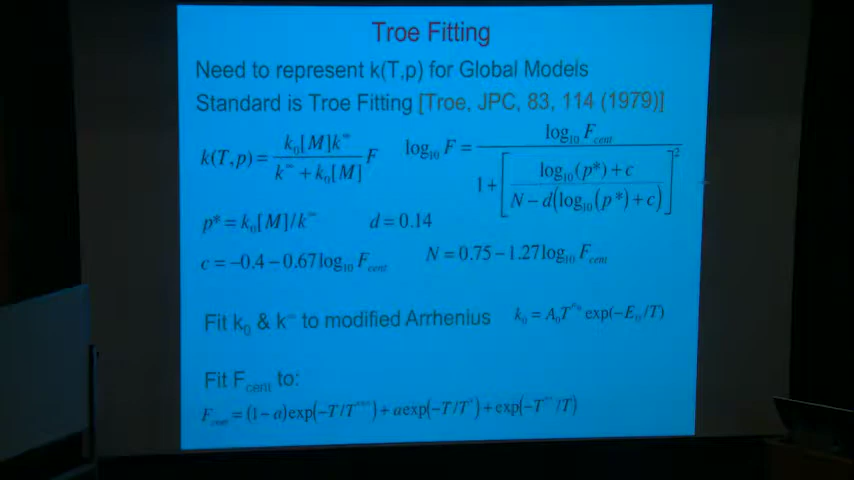 Troe Fitting
Need to represent k(T,p) for Global Models
Standard is Troe Fitting [Troe, JPC, 83, 114 (1979)]
k(T,p) = k₀[M]k^∞ / (k^∞ + k₀[M]) F
log₁₀ F = log₁₀ F_cent / (1 + [(log₁₀(p*) + c) / (N − d(log₁₀(p*) + c))]²)
p* = k₀[M]/k^∞ d = 0.14
c = −0.4 − 0.67 log₁₀ F_cent N = 0.75 − 1.27 log₁₀ F_cent
Fit k₀ & k^∞ to modified Arrhenius k₀ = A₀T^n₀ exp(−E₀/T)
Fit F_cent to:
F_cent = (1−a)exp(−T/T***) + a exp(−T/T*) + exp(−T**/T)